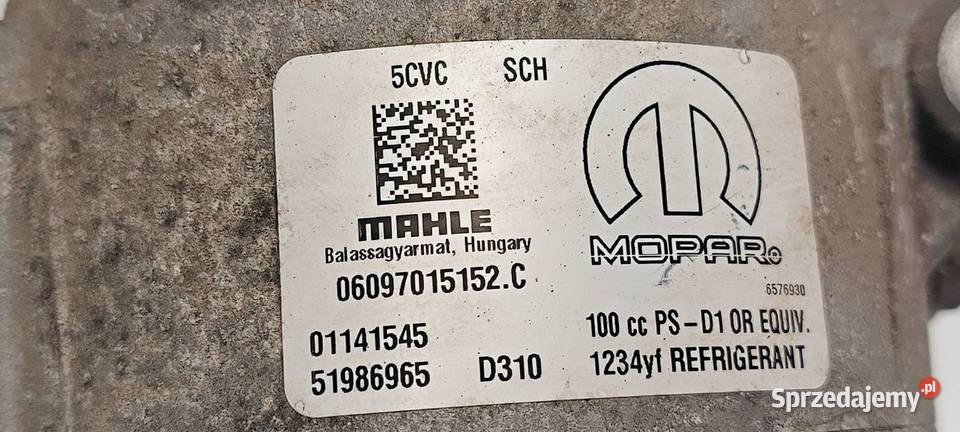 5CVC SCH
MAHLE
Balassagyarmat, Hungary
06097015152.C
MOPAR®
6576930
01141545
100 cc PS-D1 OR EQUIV.
51986965 D310
1234yf REFRIGERANT
Sprzedajemy.pl